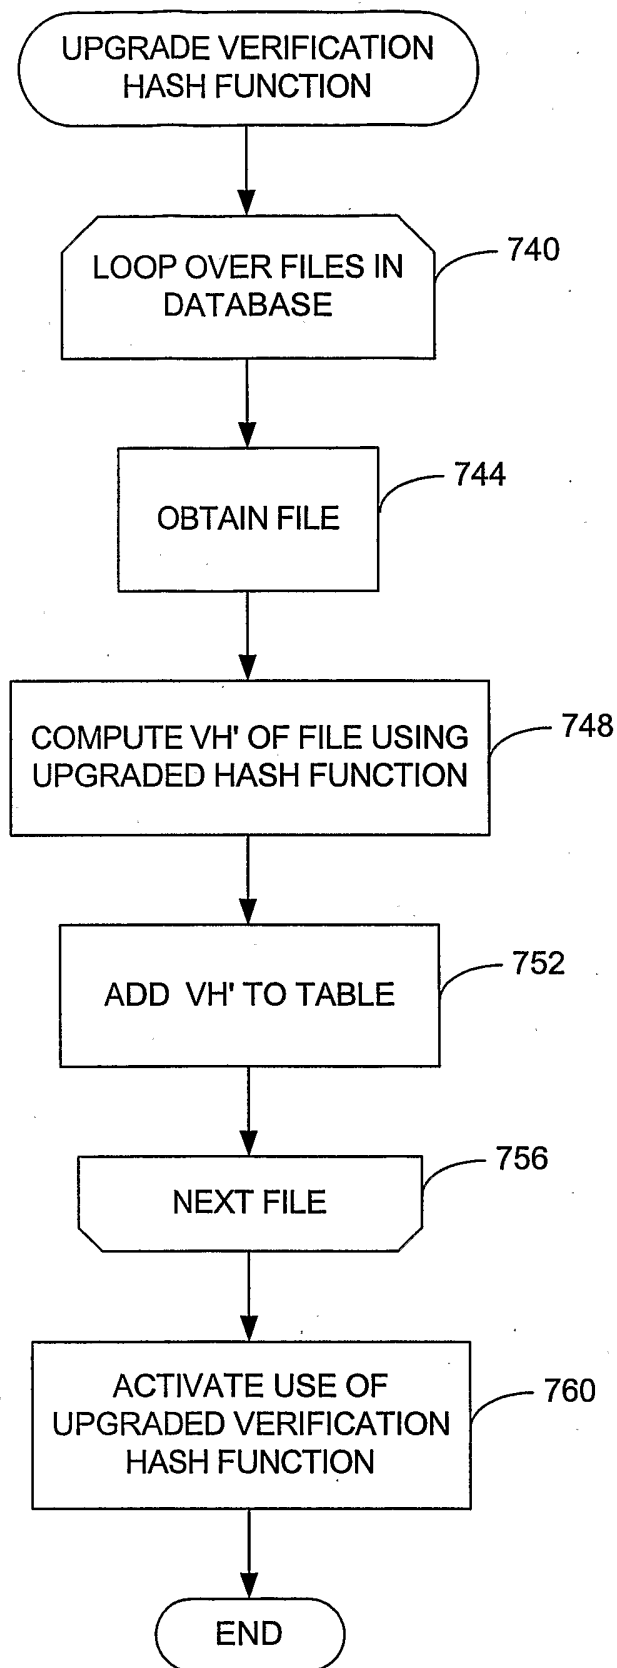 UPGRADE VERIFICATION
HASH FUNCTION
LOOP OVER FILES IN
DATABASE
740
OBTAIN FILE
744
COMPUTE VH' OF FILE USING
UPGRADED HASH FUNCTION
748
ADD VH' TO TABLE
752
NEXT FILE
756
ACTIVATE USE OF
UPGRADED VERIFICATION
HASH FUNCTION
760
END